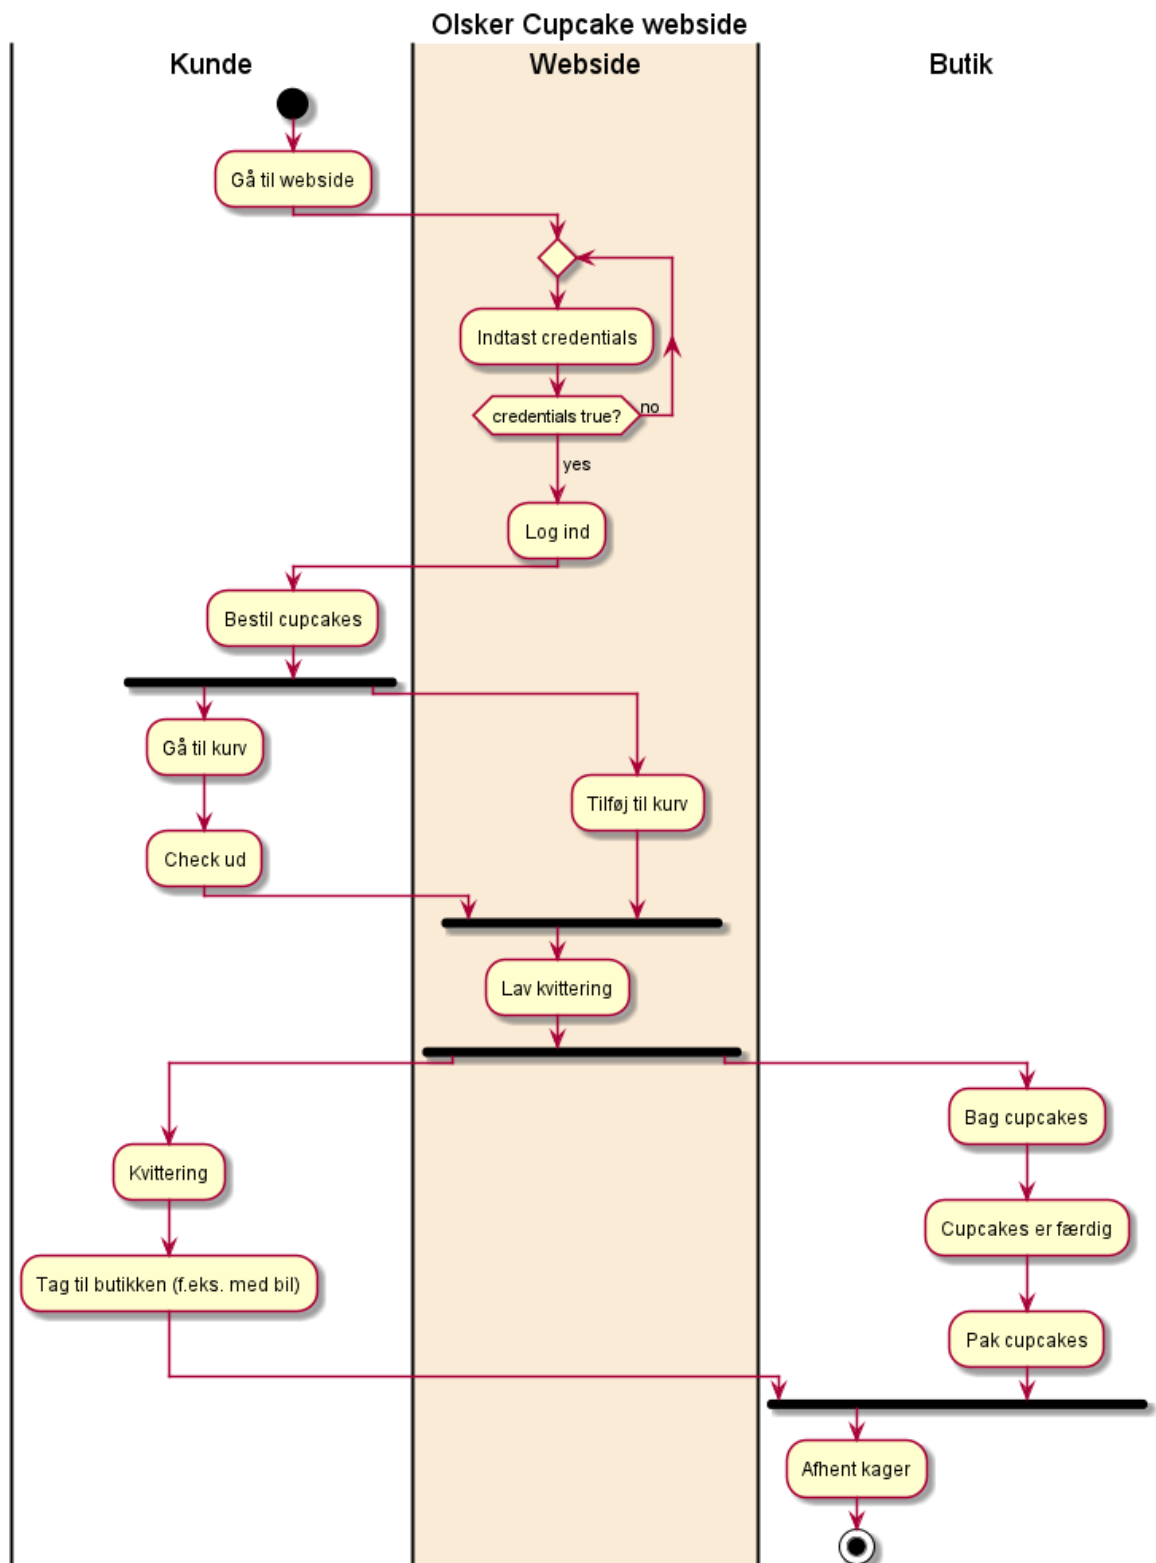 Olsker Cupcake webside
Kunde
Webside
Butik
Gå til webside
Indtast credentials
credentials true?
no
yes
Log ind
Bestil cupcakes
Gå til kurv
Tilføj til kurv
Check ud
Lav kvittering
Bag cupcakes
Kvittering
Cupcakes er færdig
Tag til butikken (f.eks. med bil)
Pak cupcakes
Afhent kager